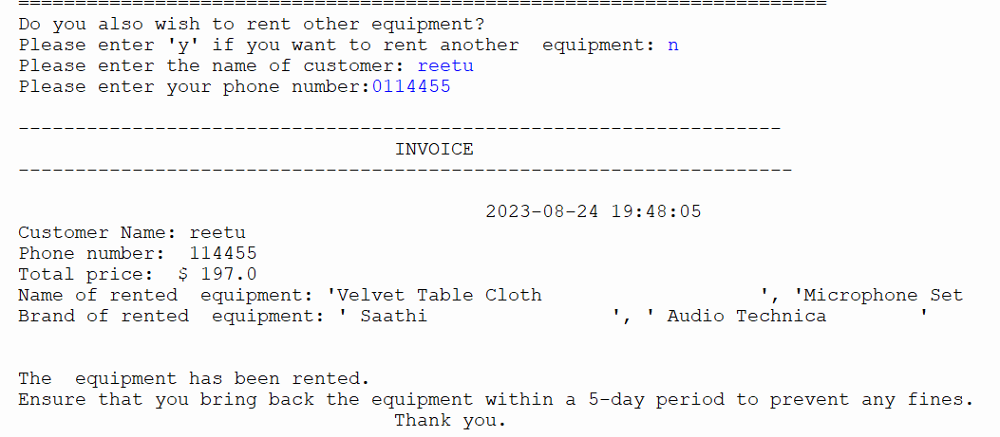 =======================================================================
Do you also wish to rent other equipment?
Please enter 'y' if you want to rent another  equipment: n
Please enter the name of customer: reetu
Please enter your phone number:0114455
-------------------------------------------------------------------
INVOICE
--------------------------------------------------------------------
2023-08-24 19:48:05
Customer Name: reetu
Phone number:  114455
Total price:  $ 197.0
Name of rented  equipment: 'Velvet Table Cloth                   ', 'Microphone Set
Brand of rented  equipment: ' Saathi                ', ' Audio Technica        '
The  equipment has been rented.
Ensure that you bring back the equipment within a 5-day period to prevent any fines.
Thank you.